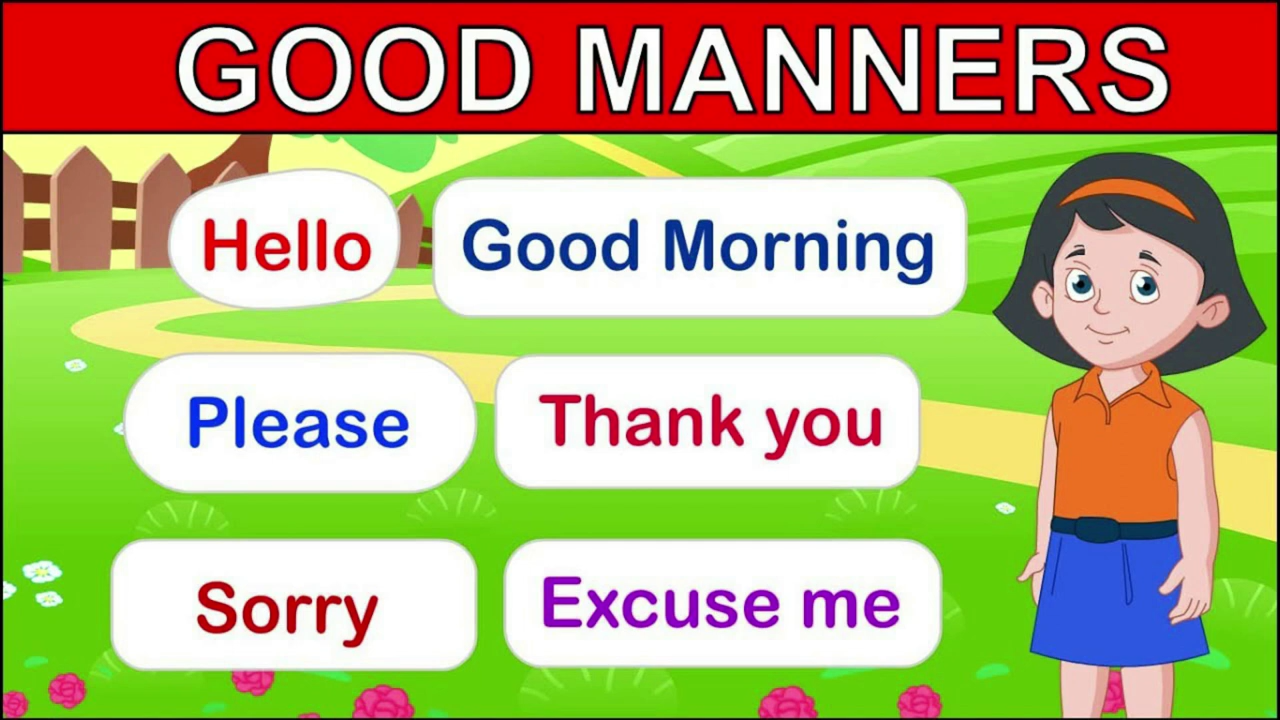 GOOD MANNERS
Hello
Good Morning
Please
Thank you
Sorry
Excuse me